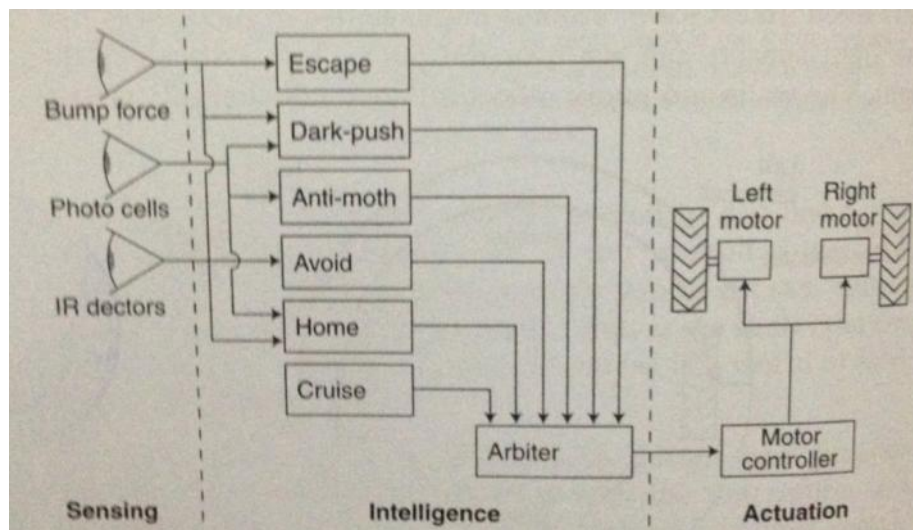 Bump force
Photo cells
IR dectors
Escape
Dark-push
Anti-moth
Avoid
Home
Cruise
Arbiter
Left
motor
Right
motor
Motor
controller
Sensing
Intelligence
Actuation